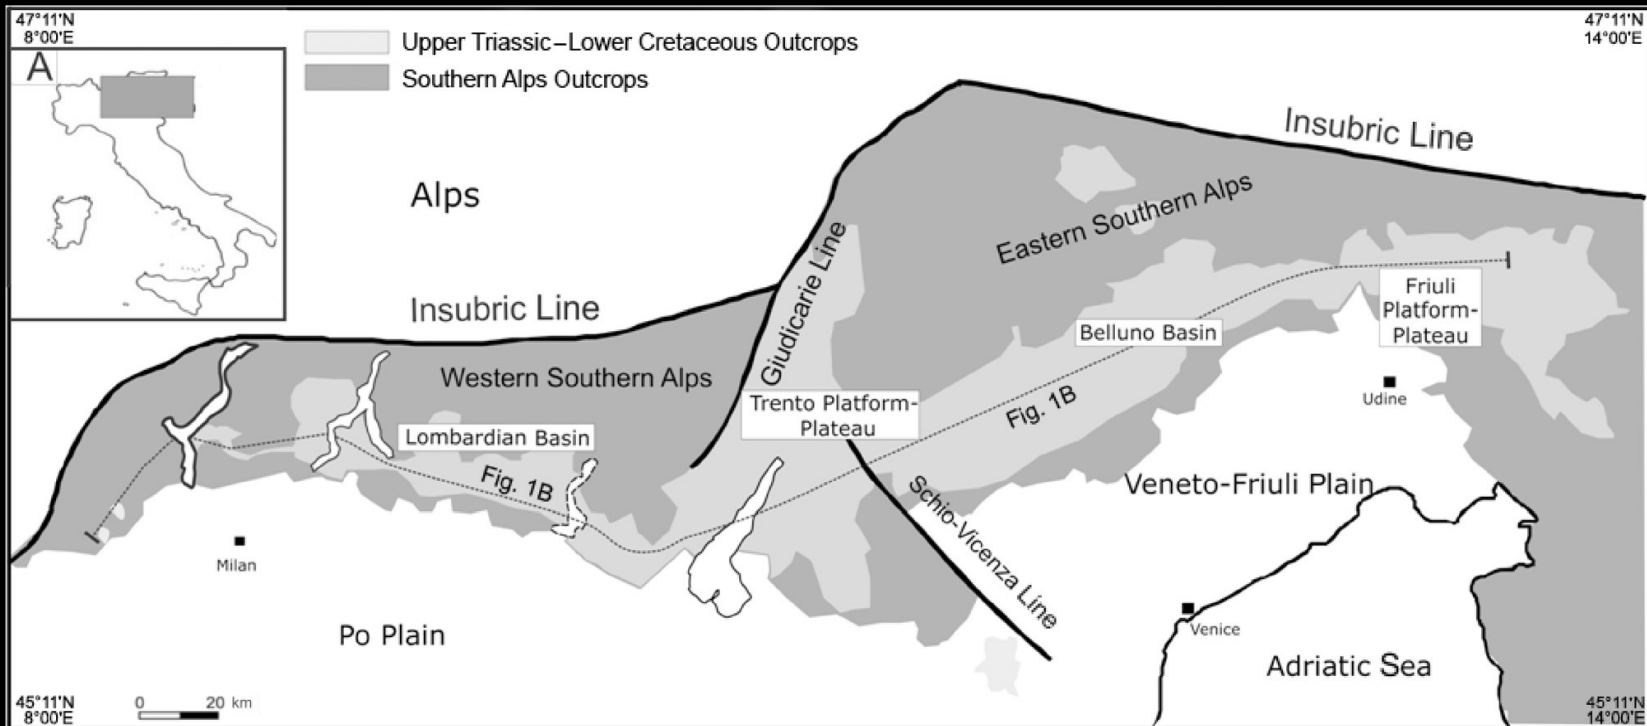 47°11'N
8°00'E
47°11'N
14°00'E
A
Upper Triassic–Lower Cretaceous Outcrops
Southern Alps Outcrops
Insubric Line
Alps
Eastern Southern Alps
Giudicarie Line
Insubric Line
Friuli
Platform-
Plateau
Belluno Basin
Western Southern Alps
Trento Platform-
Plateau
Fig. 1B
Udine
Lombardian Basin
Fig. 1B
Veneto-Friuli Plain
Schio-Vicenza Line
Milan
Venice
Po Plain
Adriatic Sea
45°11'N
8°00'E
0 20 km
45°11'N
14°00'E